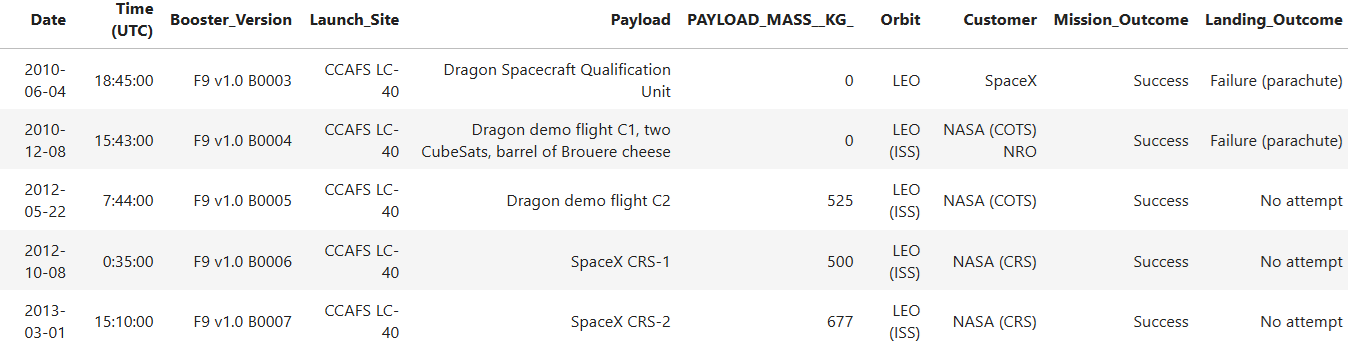 Date Time (UTC) Booster_Version Launch_Site Payload PAYLOAD_MASS__KG_ Orbit Customer Mission_Outcome Landing_Outcome
2010-06-04 18:45:00 F9 v1.0 B0003 CCAFS LC-40 Dragon Spacecraft Qualification Unit 0 LEO SpaceX Success Failure (parachute)
2010-12-08 15:43:00 F9 v1.0 B0004 CCAFS LC-40 Dragon demo flight C1, two CubeSats, barrel of Brouere cheese 0 LEO (ISS) NASA (COTS) NRO Success Failure (parachute)
2012-05-22 7:44:00 F9 v1.0 B0005 CCAFS LC-40 Dragon demo flight C2 525 LEO (ISS) NASA (COTS) Success No attempt
2012-10-08 0:35:00 F9 v1.0 B0006 CCAFS LC-40 SpaceX CRS-1 500 LEO (ISS) NASA (CRS) Success No attempt
2013-03-01 15:10:00 F9 v1.0 B0007 CCAFS LC-40 SpaceX CRS-2 677 LEO (ISS) NASA (CRS) Success No attempt